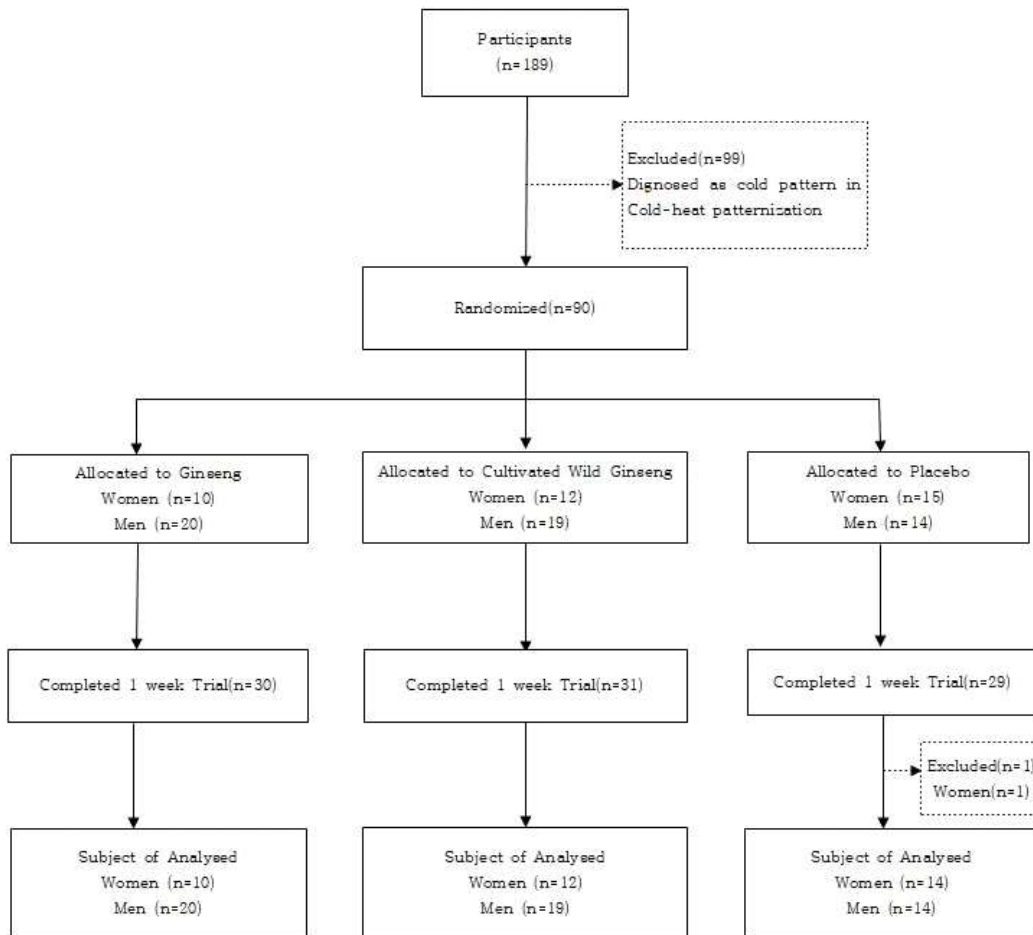 Participants
(n=189)
Excluded(n=99)
Dignosed as cold pattern in
Cold-heat patternization
Randomized(n=90)
Allocated to Ginseng
Women (n=10)
Men (n=20)
Allocated to Cultivated Wild Ginseng
Women (n=12)
Men (n=19)
Allocated to Placebo
Women (n=15)
Men (n=14)
Completed 1 week Trial(n=30)
Completed 1 week Trial(n=31)
Completed 1 week Trial(n=29)
Excluded(n=1)
Women(n=1)
Subject of Analysed
Women (n=10)
Men (n=20)
Subject of Analysed
Women (n=12)
Men (n=19)
Subject of Analysed
Women (n=14)
Men (n=14)